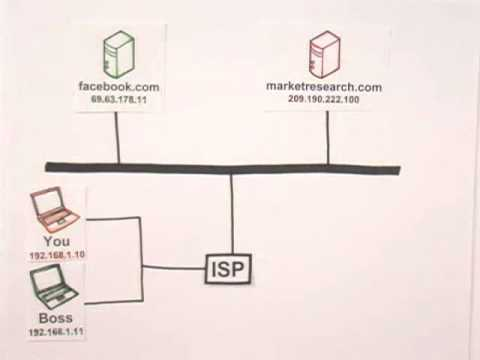 facebook.com
69.63.178.11
marketresearch.com
209.190.222.100
You
192.168.1.10
ISP
Boss
192.168.1.11